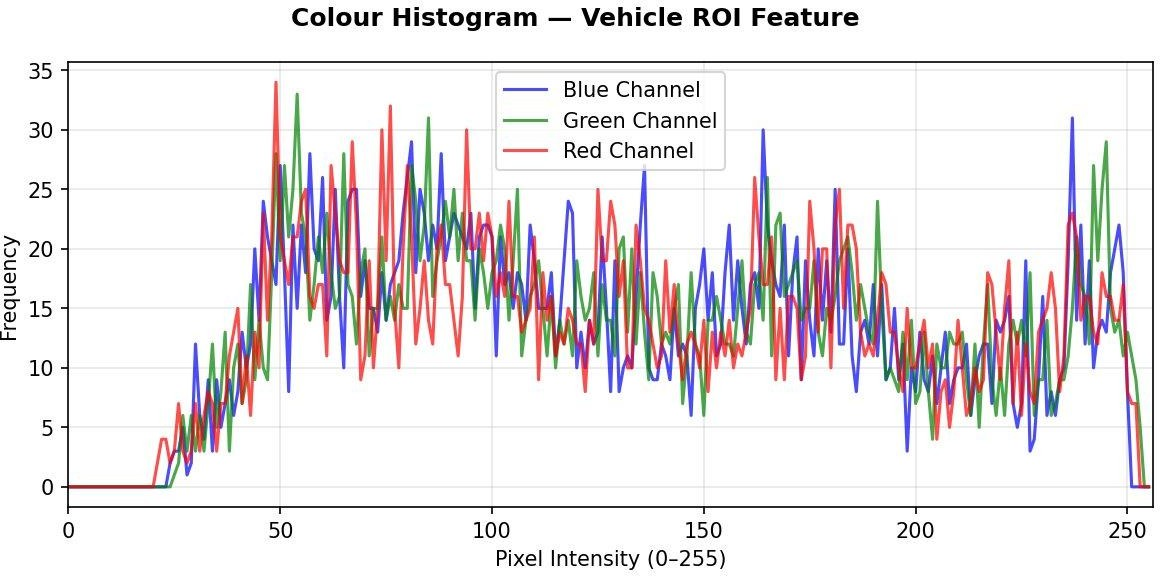 Colour Histogram — Vehicle ROI Feature
35
30
25
20
15
10
5
0
Frequency
Blue Channel
Green Channel
Red Channel
0 50 100 150 200 250
Pixel Intensity (0–255)